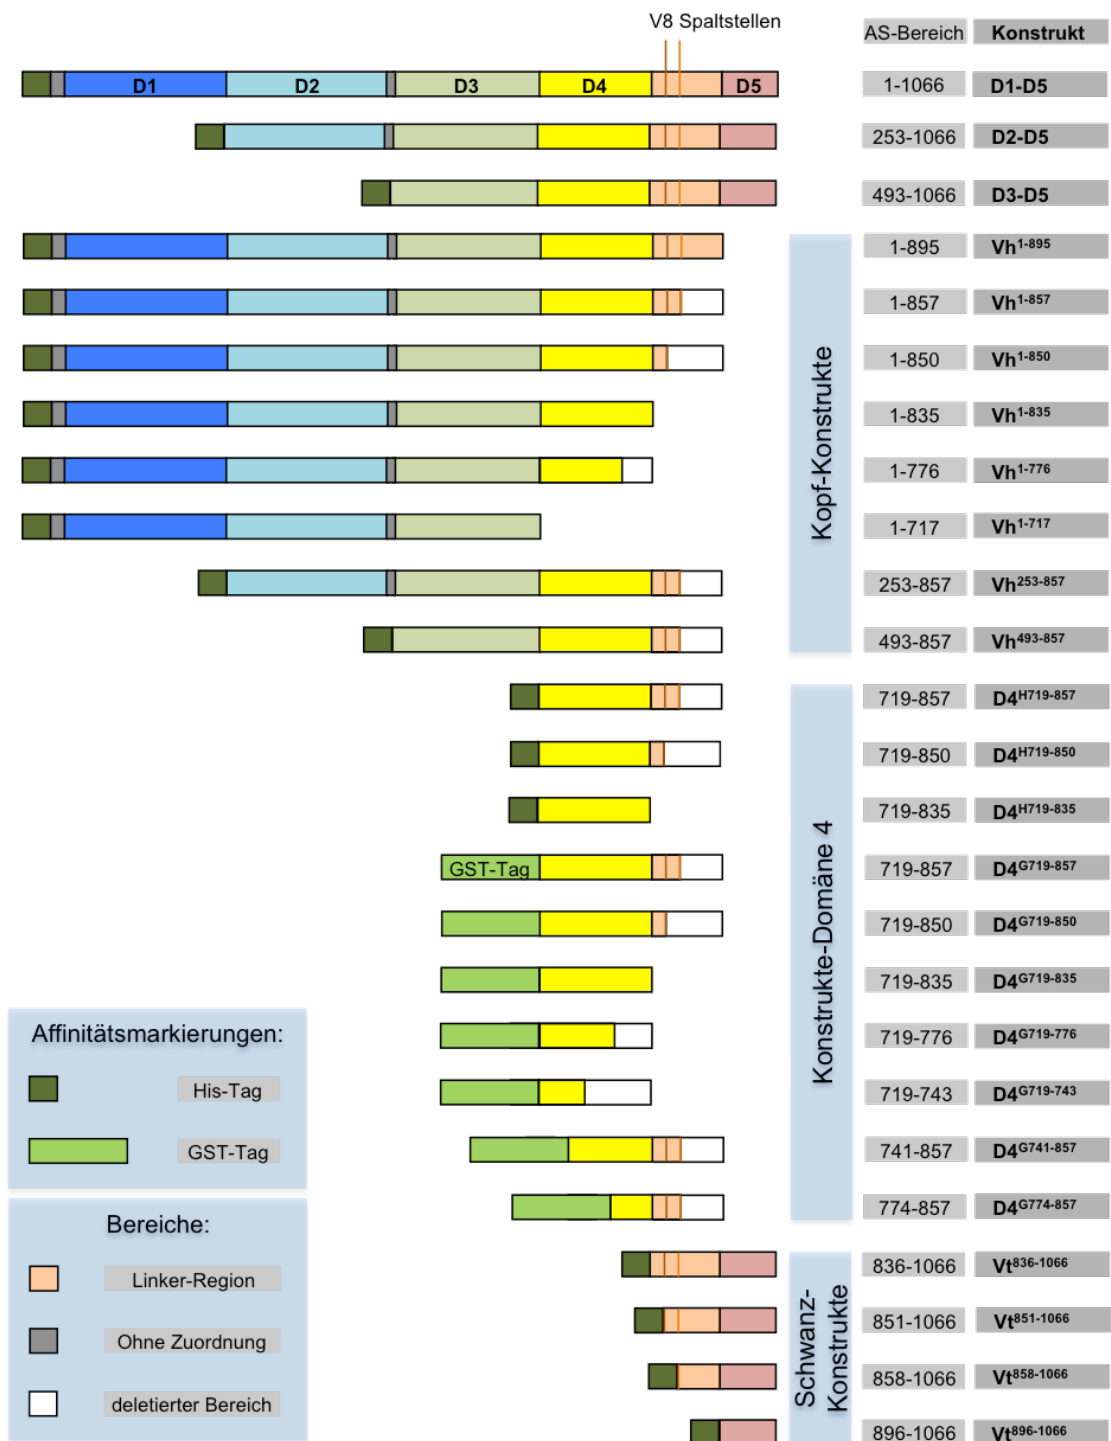 V8 Spaltstellen
AS-Bereich Konstrukt
D1 D2 D3 D4 D5 1-1066 D1-D5
253-1066 D2-D5
493-1066 D3-D5
Kopf-Konstrukte
1-895 Vh1-895
1-857 Vh1-857
1-850 Vh1-850
1-835 Vh1-835
1-776 Vh1-776
1-717 Vh1-717
253-857 Vh253-857
493-857 Vh493-857
Konstrukte-Domäne 4
719-857 D4H719-857
719-850 D4H719-850
719-835 D4H719-835
GST-Tag 719-857 D4G719-857
719-850 D4G719-850
719-835 D4G719-835
719-776 D4G719-776
719-743 D4G719-743
741-857 D4G741-857
774-857 D4G774-857
Schwanz-
Konstrukte
836-1066 Vt836-1066
851-1066 Vt851-1066
858-1066 Vt858-1066
896-1066 Vt896-1066
Affinitätsmarkierungen:
His-Tag
GST-Tag
Bereiche:
Linker-Region
Ohne Zuordnung
deletierter Bereich